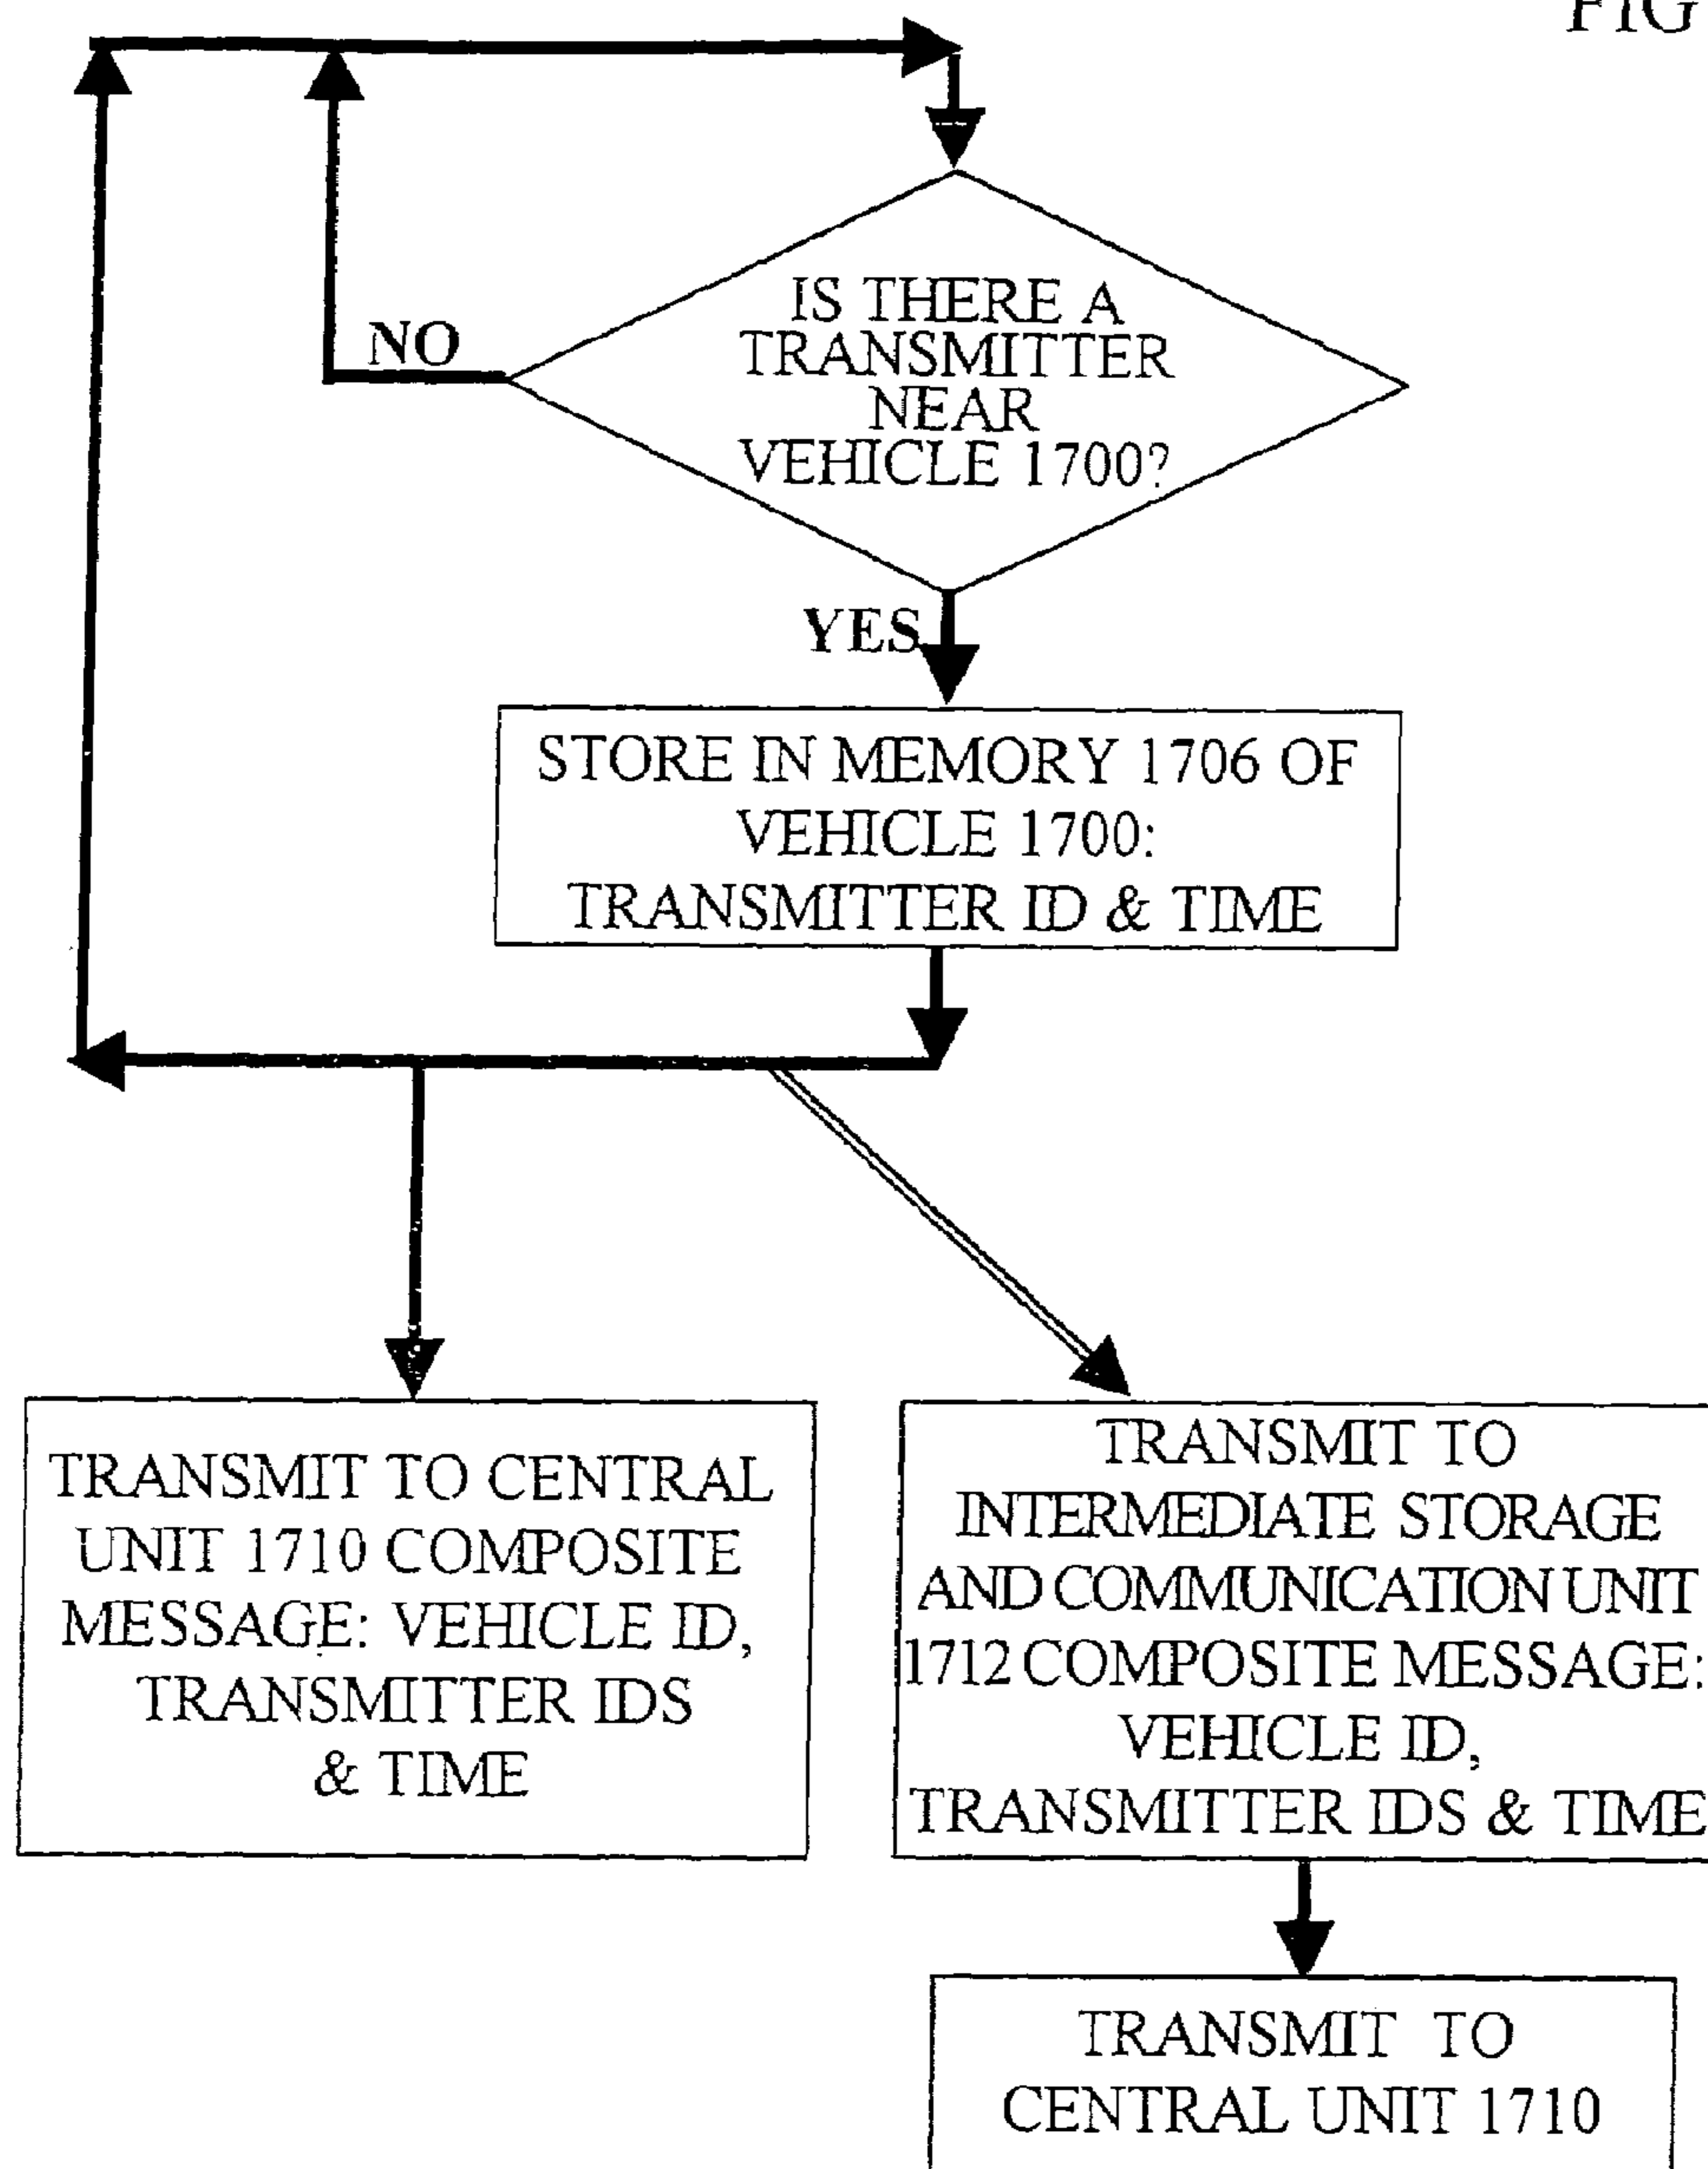 FIG
IS THERE A
TRANSMITTER
NEAR
VEHICLE 1700?
NO
YES
STORE IN MEMORY 1706 OF
VEHICLE 1700:
TRANSMITTER ID & TIME
TRANSMIT TO CENTRAL
UNIT 1710 COMPOSITE
MESSAGE: VEHICLE ID,
TRANSMITTER IDS
& TIME
TRANSMIT TO
INTERMEDIATE STORAGE
AND COMMUNICATION UNIT
1712 COMPOSITE MESSAGE:
VEHICLE ID,
TRANSMITTER IDS & TIME
TRANSMIT TO
CENTRAL UNIT 1710